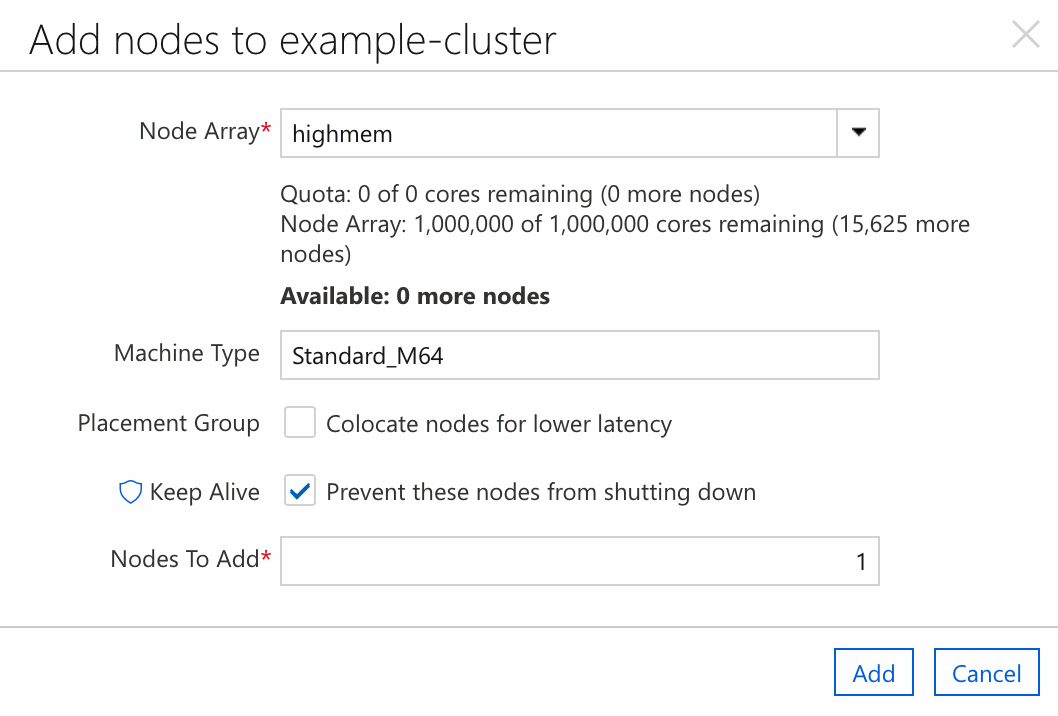 Add nodes to example-cluster
Node Array* highmem
Quota: 0 of 0 cores remaining (0 more nodes)
Node Array: 1,000,000 of 1,000,000 cores remaining (15,625 more
nodes)
Available: 0 more nodes
Machine Type Standard_M64
Placement Group Colocate nodes for lower latency
Keep Alive Prevent these nodes from shutting down
Nodes To Add* 1
Add Cancel